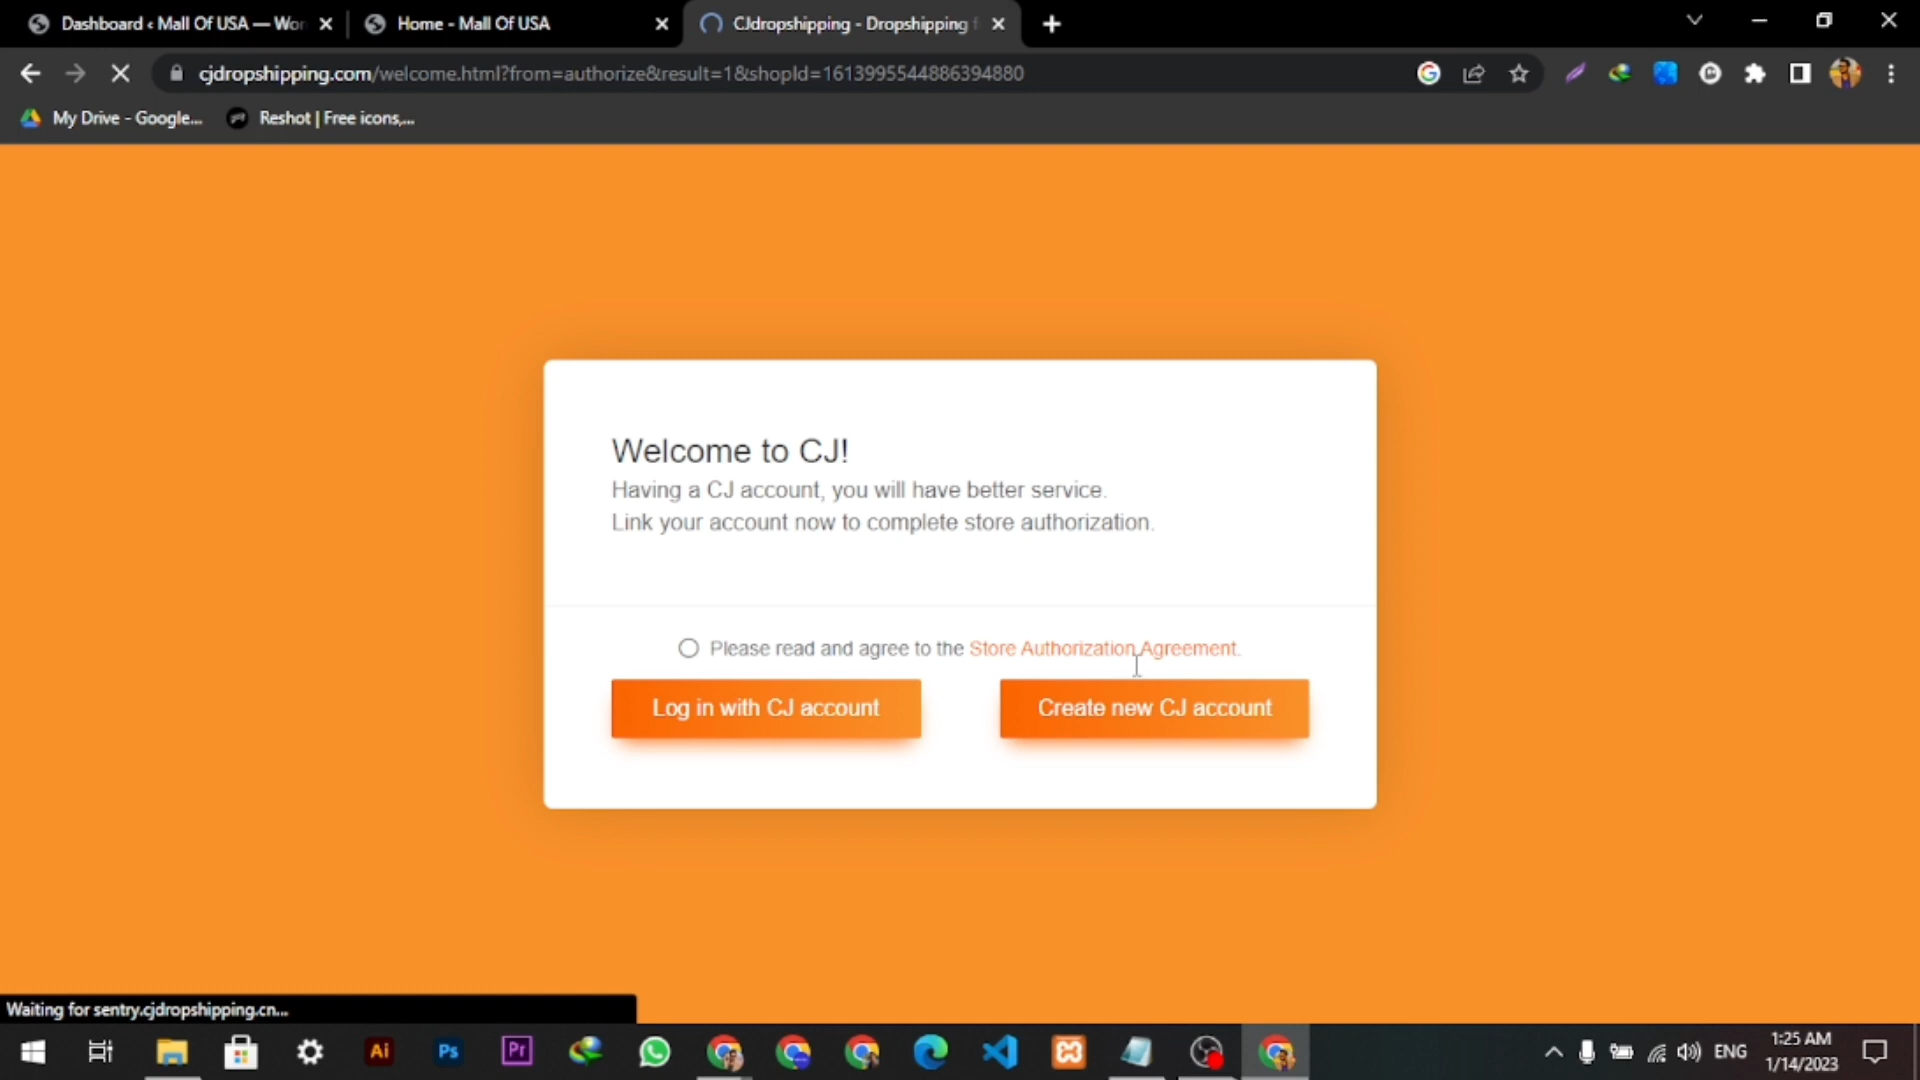 Dashboard ‹ Mall Of USA — Wor
Home - Mall Of USA
CJdropshipping - Dropshipping f
cjdropshipping.com/welcome.html?from=authorize&result=1&shopId=1613995544886394880
My Drive - Google...
Reshot | Free icons,...
Welcome to CJ!
Having a CJ account, you will have better service.
Link your account now to complete store authorization.
Please read and agree to the Store Authorization Agreement.
Log in with CJ account
Create new CJ account
Waiting for sentry.cjdropshipping.cn...
Ai
Ps
Pr
ENG
1:25 AM
1/14/2023